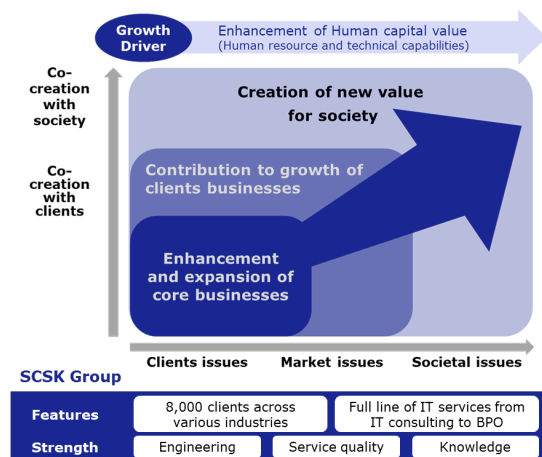 Growth
Driver
Enhancement of Human capital value
(Human resource and technical capabilities)
Co-
creation
with
society
Creation of new value
for society
Co-
creation
with
clients
Contribution to growth of
clients businesses
Enhancement
and expansion of
core businesses
Clients issues
Market issues
Societal issues
SCSK Group
Features
8,000 clients across
various industries
Full line of IT services from
IT consulting to BPO
Strength
Engineering
Service quality
Knowledge